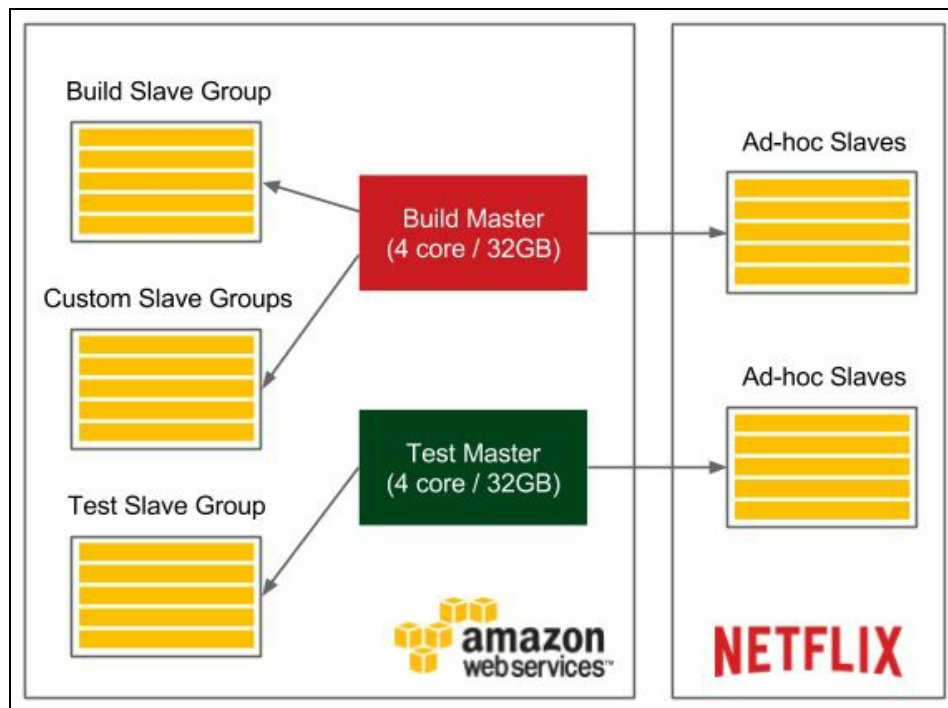 Build Slave Group
Custom Slave Groups
Test Slave Group
Build Master
(4 core / 32GB)
Test Master
(4 core / 32GB)
amazon
web services™
Ad-hoc Slaves
Ad-hoc Slaves
NETFLIX